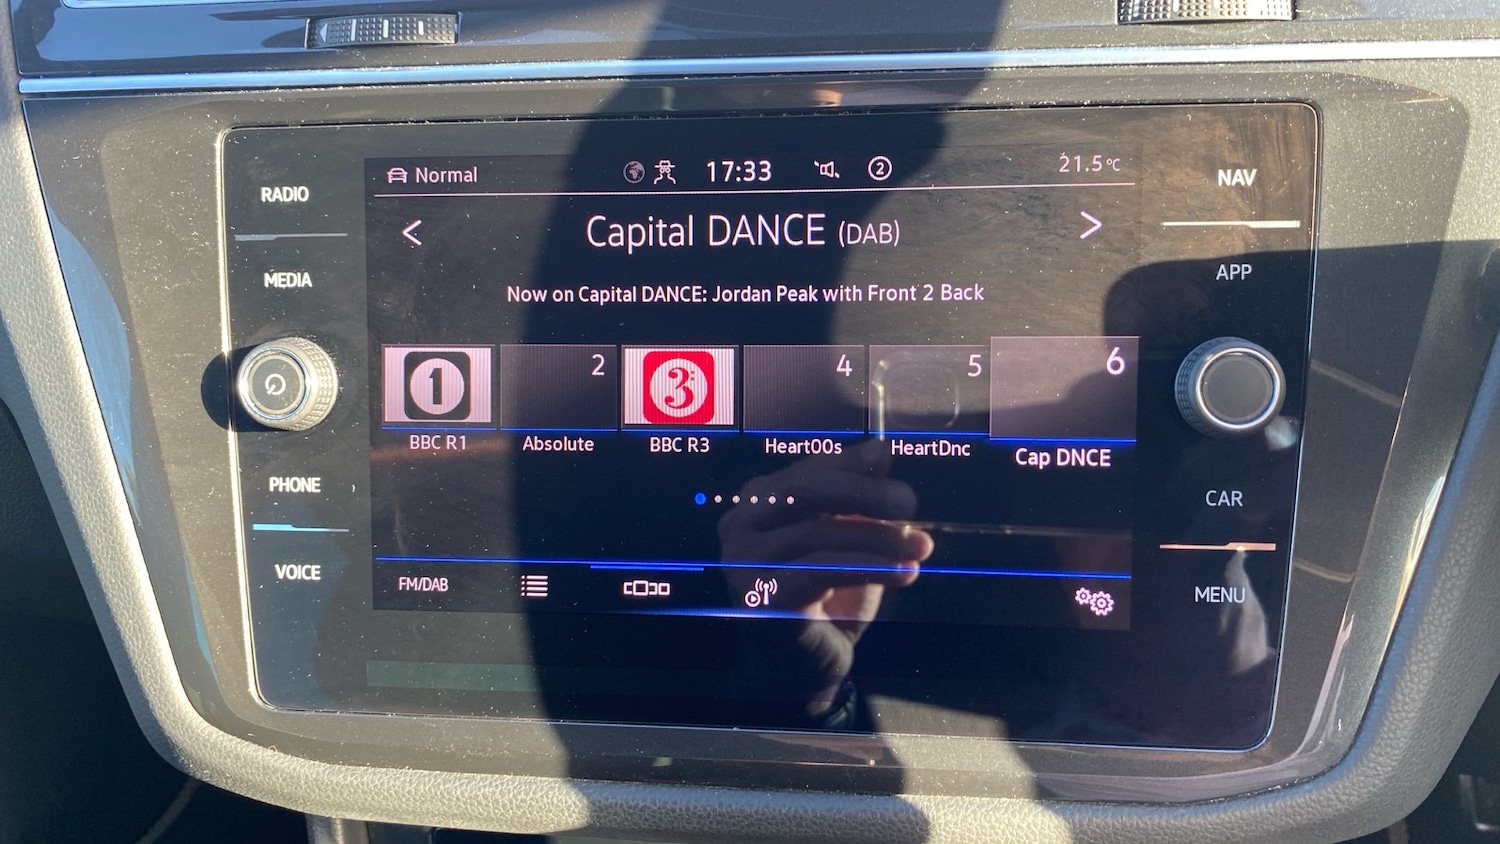 RADIO
MEDIA
PHONE
VOICE
Normal
17:33
2
21.5°C
< Capital DANCE (DAB) >
Now on Capital DANCE: Jordan Peak with Front 2 Back
1
2
3
4
5
6
BBC R1
Absolute
BBC R3
Heart00s
HeartDnc
Cap DNCE
FM/DAB
NAV
APP
CAR
MENU